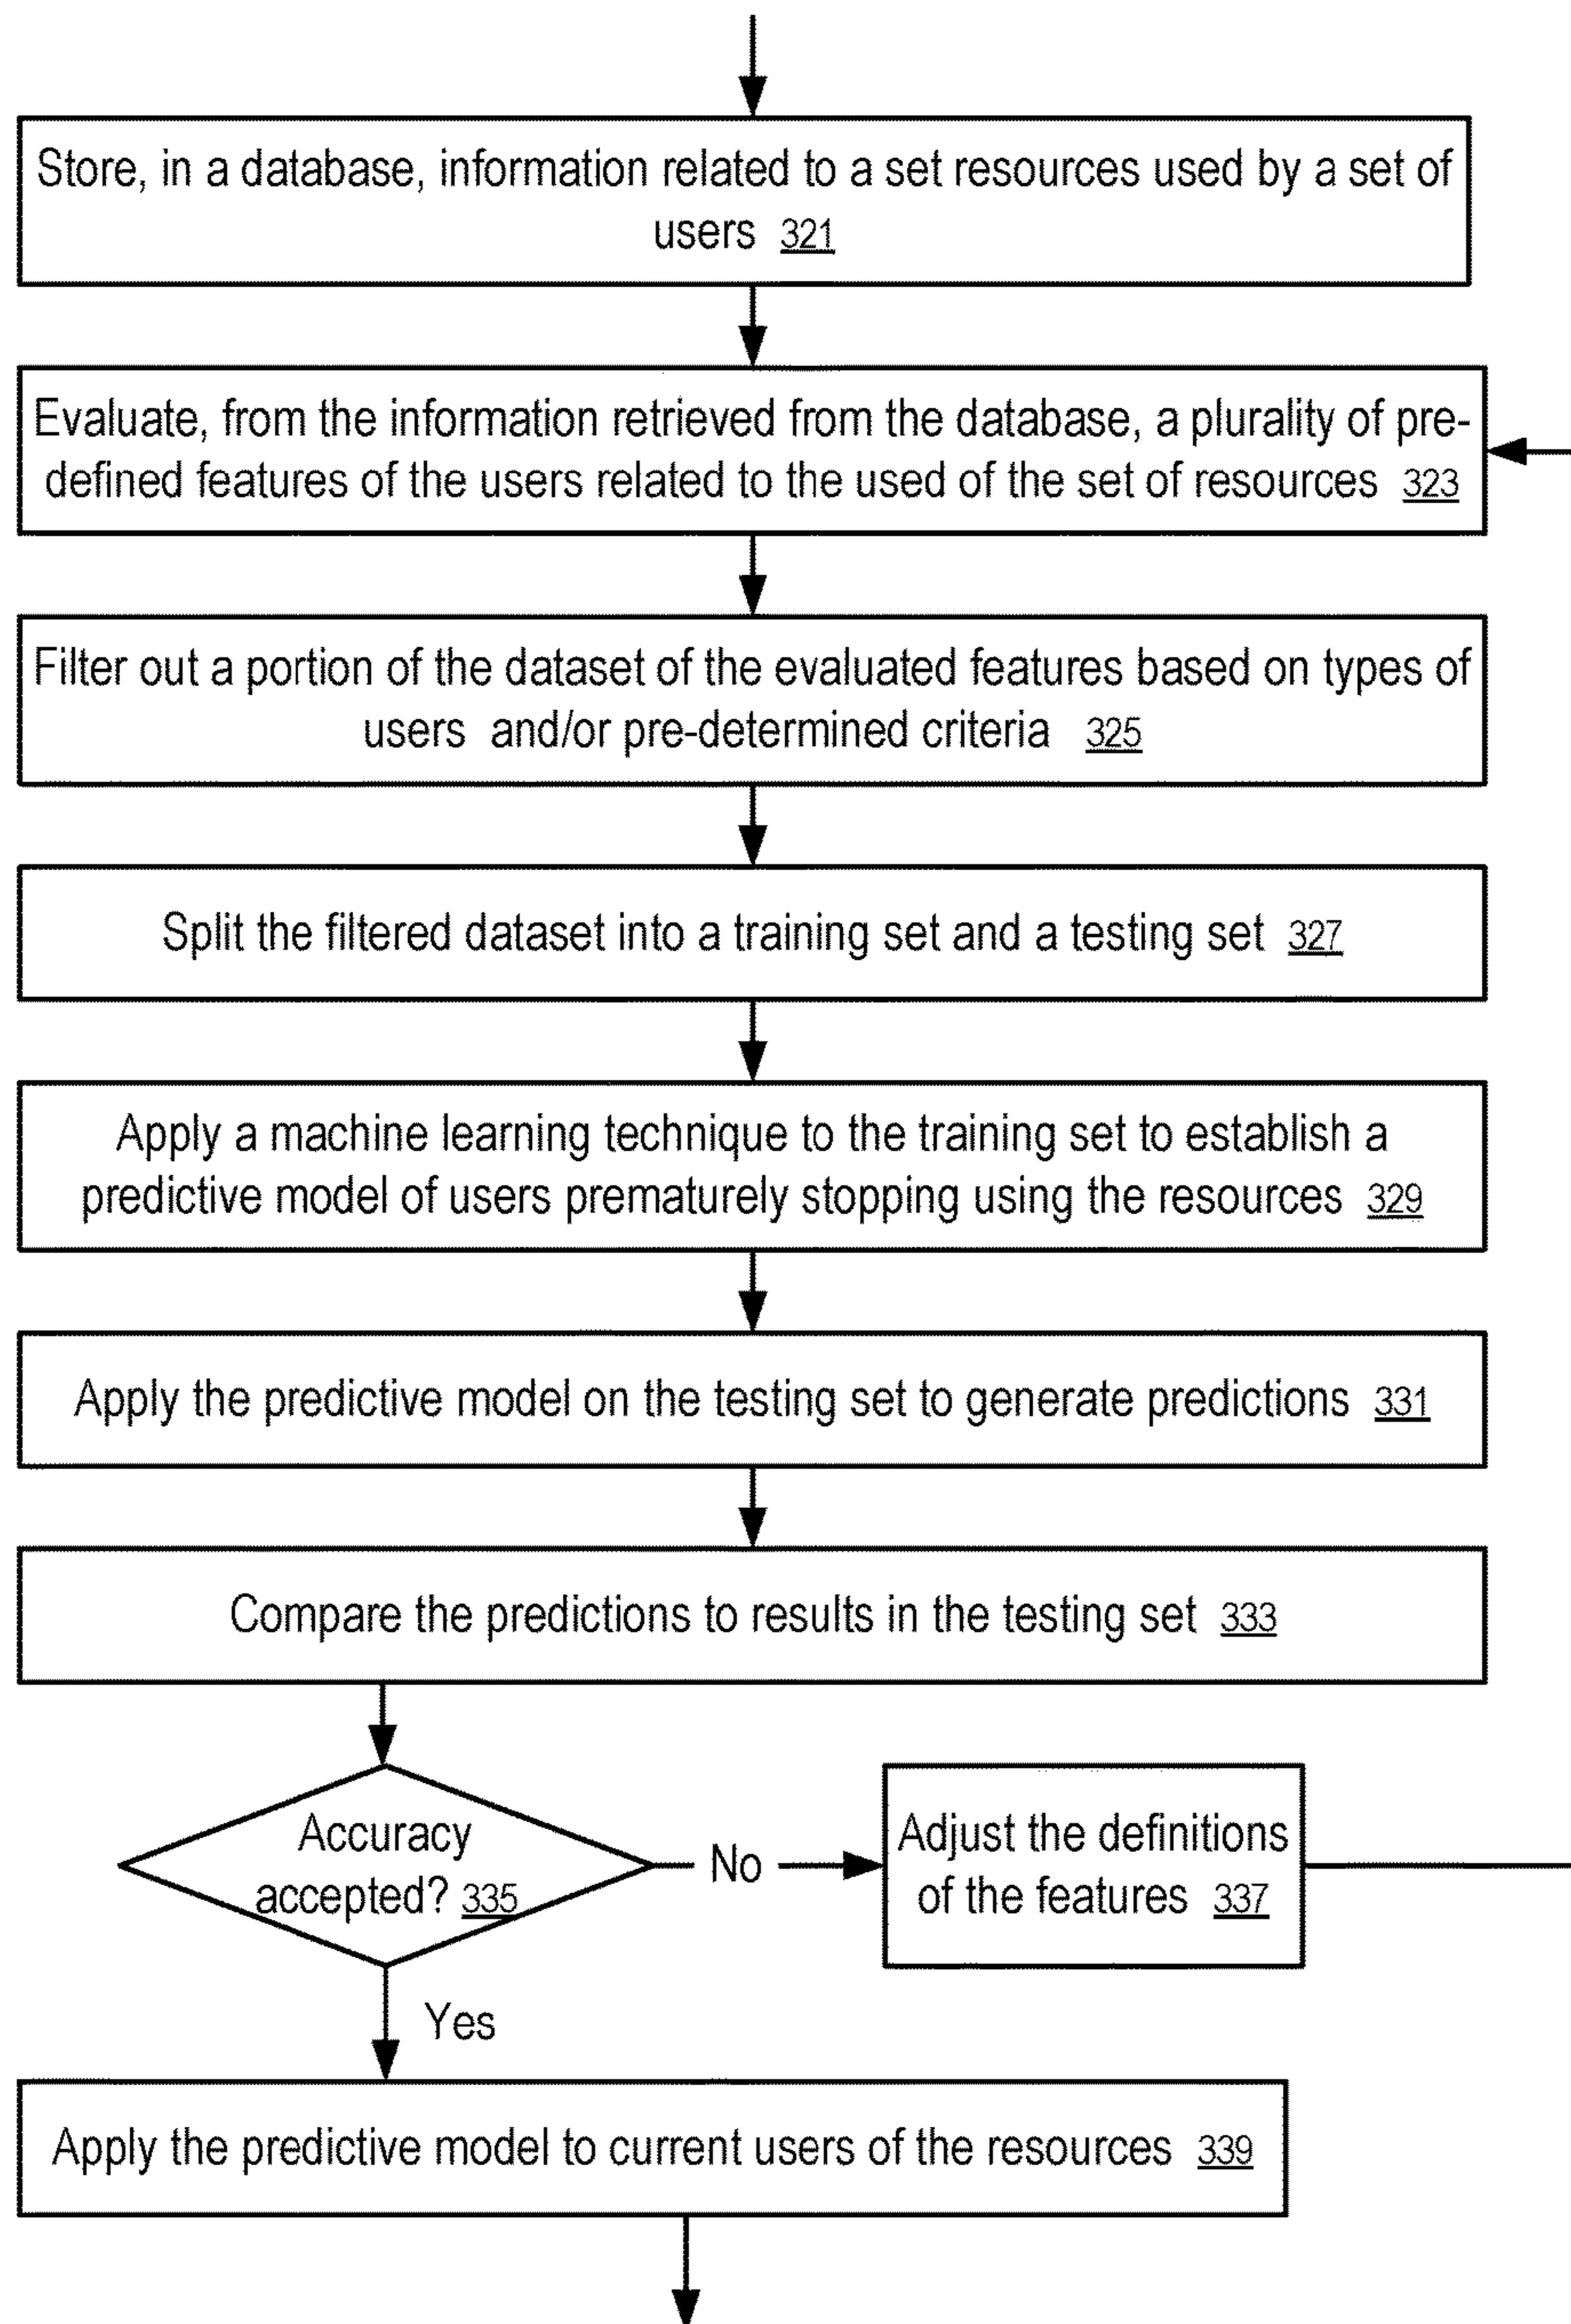 Store, in a database, information related to a set resources used by a set of
users 321
Evaluate, from the information retrieved from the database, a plurality of pre-
defined features of the users related to the used of the set of resources 323
Filter out a portion of the dataset of the evaluated features based on types of
users and/or pre-determined criteria 325
Split the filtered dataset into a training set and a testing set 327
Apply a machine learning technique to the training set to establish a
predictive model of users prematurely stopping using the resources 329
Apply the predictive model on the testing set to generate predictions 331
Compare the predictions to results in the testing set 333
Accuracy
accepted? 335
No
Adjust the definitions
of the features 337
Yes
Apply the predictive model to current users of the resources 339